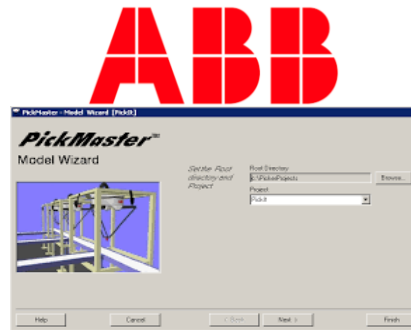 ABB
PickMaster - Model Wizard [PickIt]
PickMaster™
Model Wizard
Set the Root
directory and
Project
Root Directory
Browse...
Project
PickIt
Help
Cancel
< Back
Next >
Finish